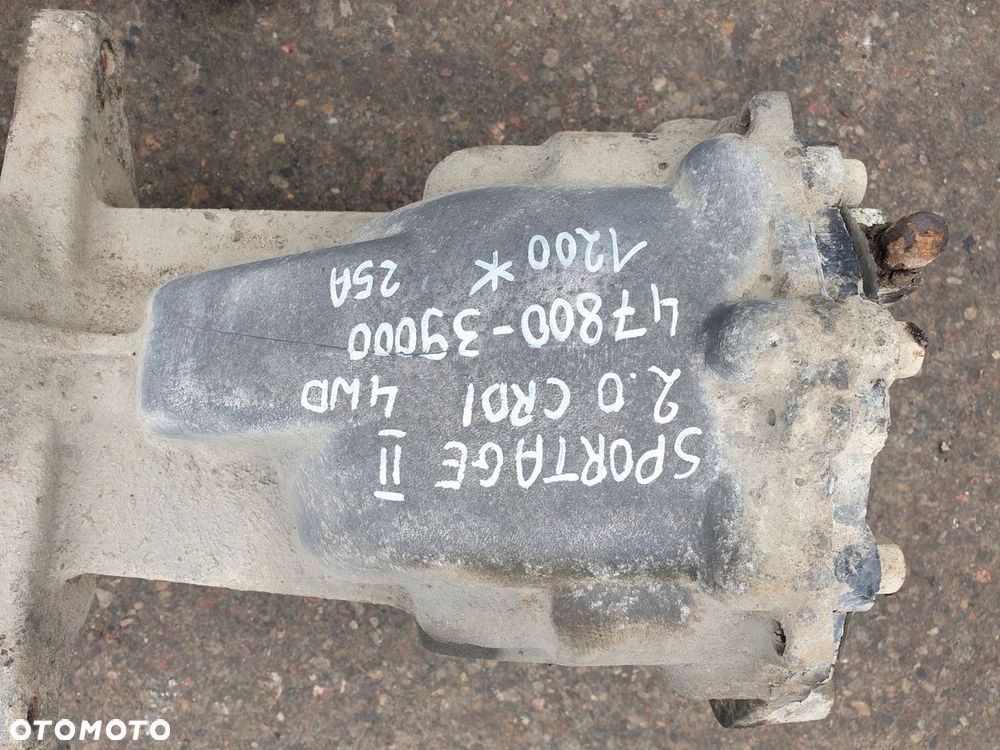 SPORTAGE II
2.0 CRDI 4WD
47800-39000
1200 * 25A
OTOMOTO